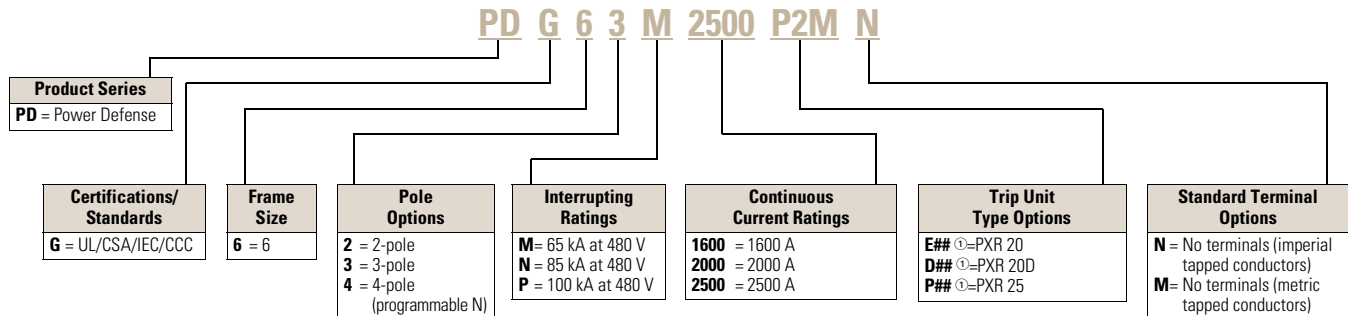 PD G 6 3 M 2500 P2M N
Product Series
PD = Power Defense
Certifications/
Standards
G = UL/CSA/IEC/CCC
Frame
Size
6 = 6
Pole
Options
2 = 2-pole
3 = 3-pole
4 = 4-pole
(programmable N)
Interrupting
Ratings
M= 65 kA at 480 V
N = 85 kA at 480 V
P = 100 kA at 480 V
Continuous
Current Ratings
1600 = 1600 A
2000 = 2000 A
2500 = 2500 A
Trip Unit
Type Options
E## ①=PXR 20
D## ①=PXR 20D
P## ①=PXR 25
Standard Terminal
Options
N = No terminals (imperial
tapped conductors)
M= No terminals (metric
tapped conductors)